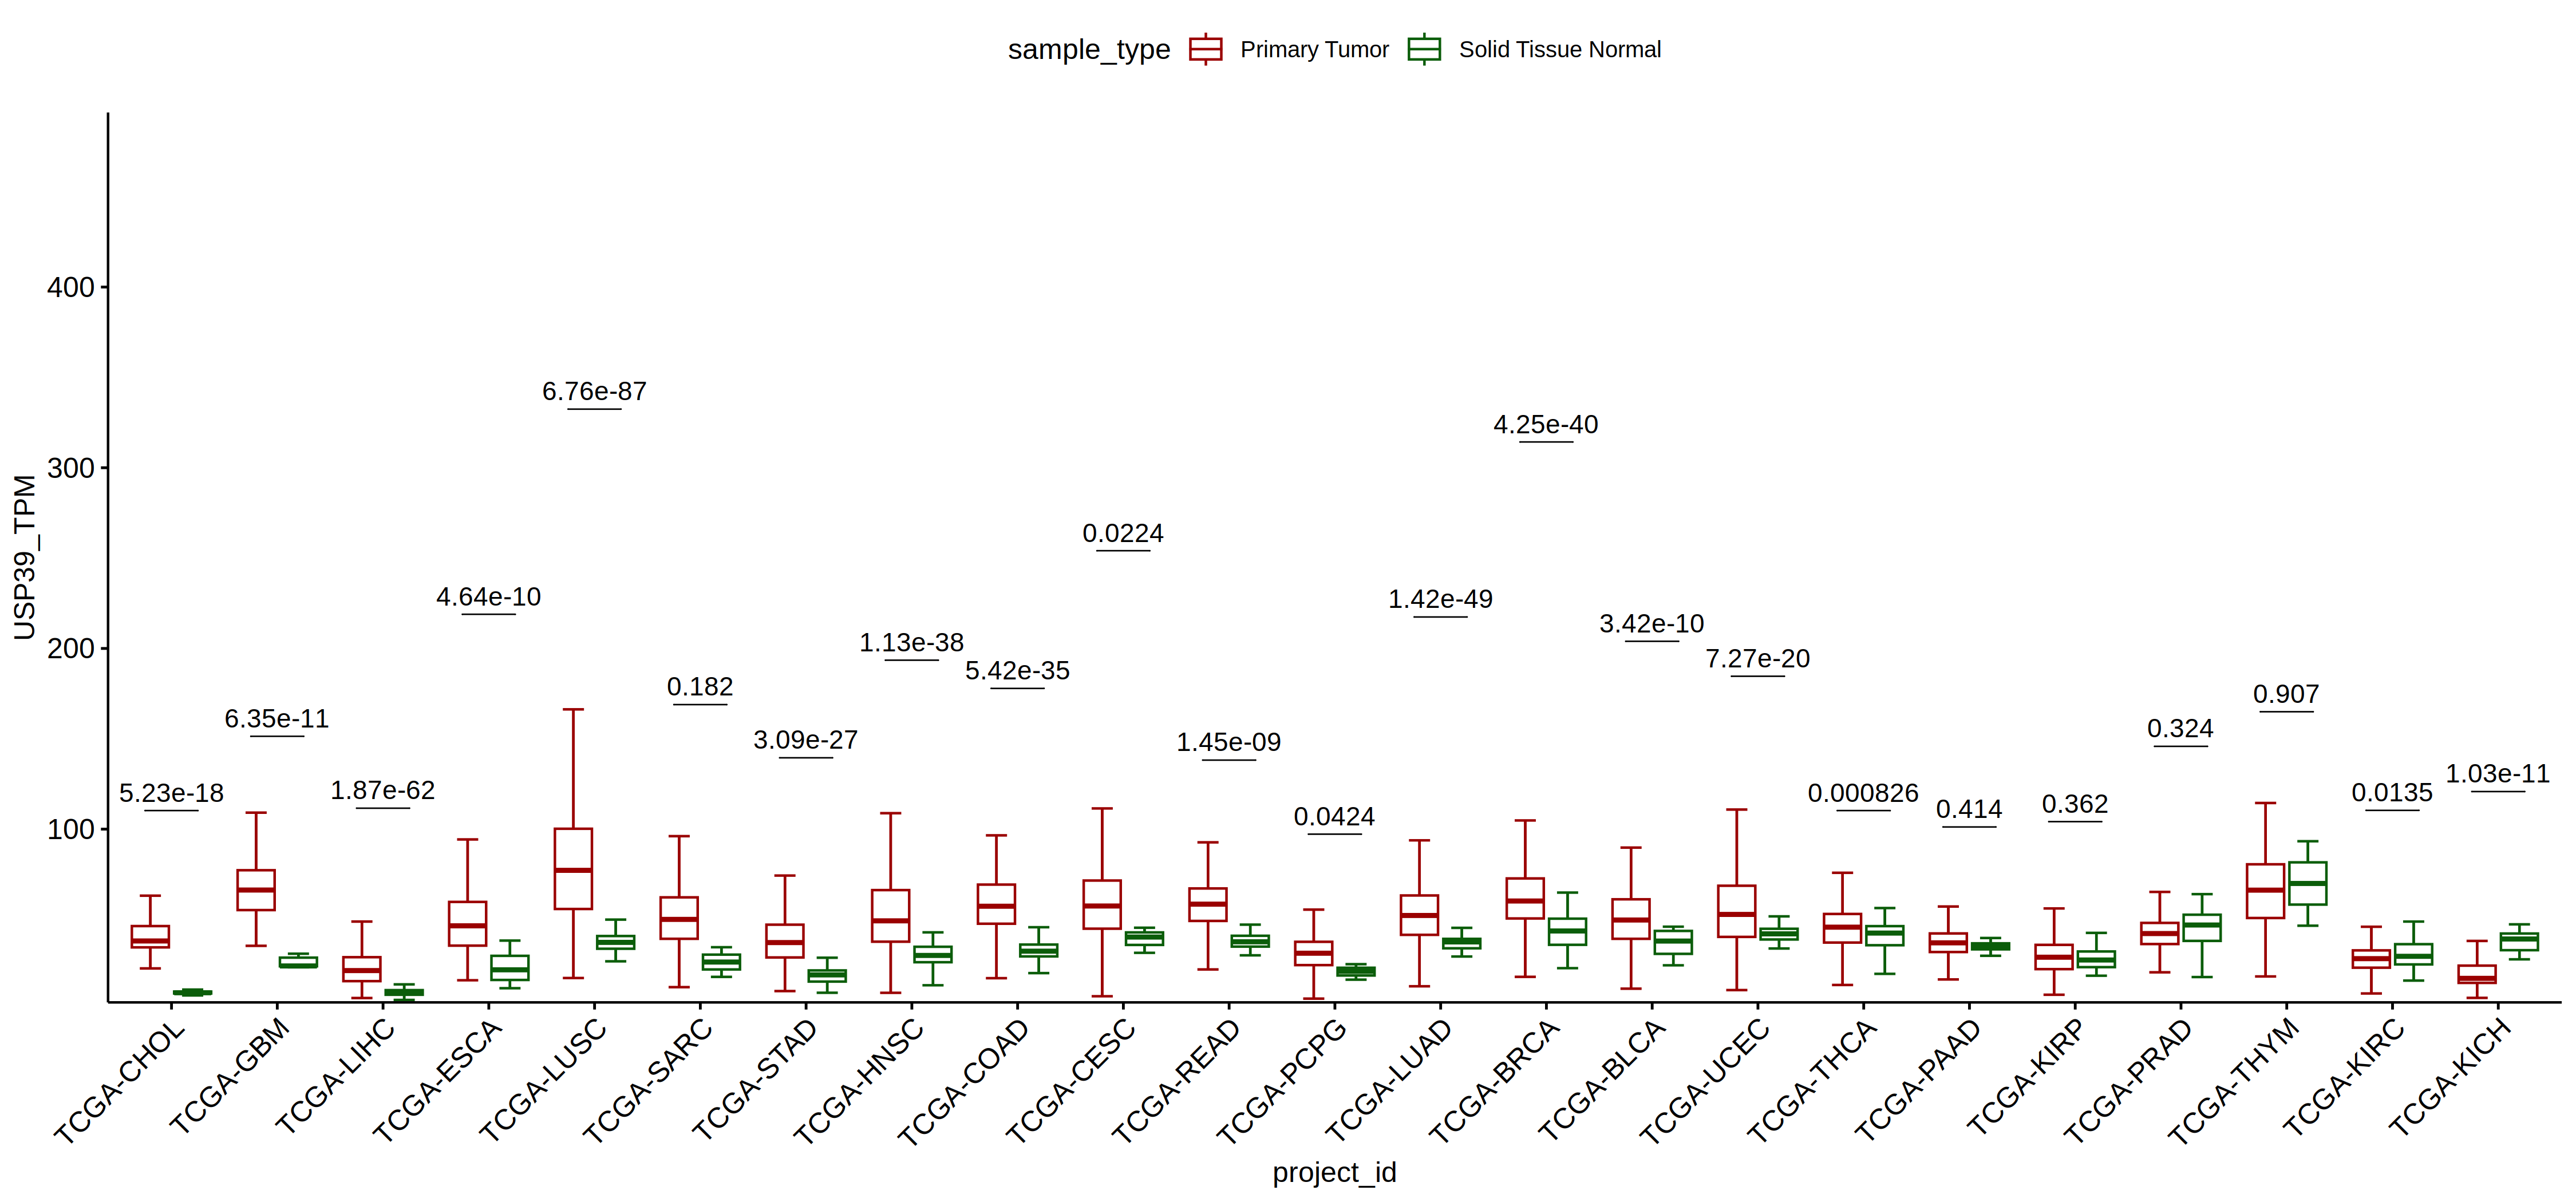 sample_type Primary Tumor Solid Tissue Normal
USP39_TPM
400
300
200
100
5.23e-18
6.35e-11
1.87e-62
4.64e-10
6.76e-87
0.182
3.09e-27
1.13e-38
5.42e-35
0.0224
1.45e-09
0.0424
1.42e-49
4.25e-40
3.42e-10
7.27e-20
0.000826
0.414
0.362
0.324
0.907
0.0135
1.03e-11
TCGA-CHOL
TCGA-GBM
TCGA-LIHC
TCGA-ESCA
TCGA-LUSC
TCGA-SARC
TCGA-STAD
TCGA-HNSC
TCGA-COAD
TCGA-CESC
TCGA-READ
TCGA-PCPG
TCGA-LUAD
TCGA-BRCA
TCGA-BLCA
TCGA-UCEC
TCGA-THCA
TCGA-PAAD
TCGA-KIRP
TCGA-PRAD
TCGA-THYM
TCGA-KIRC
TCGA-KICH
project_id